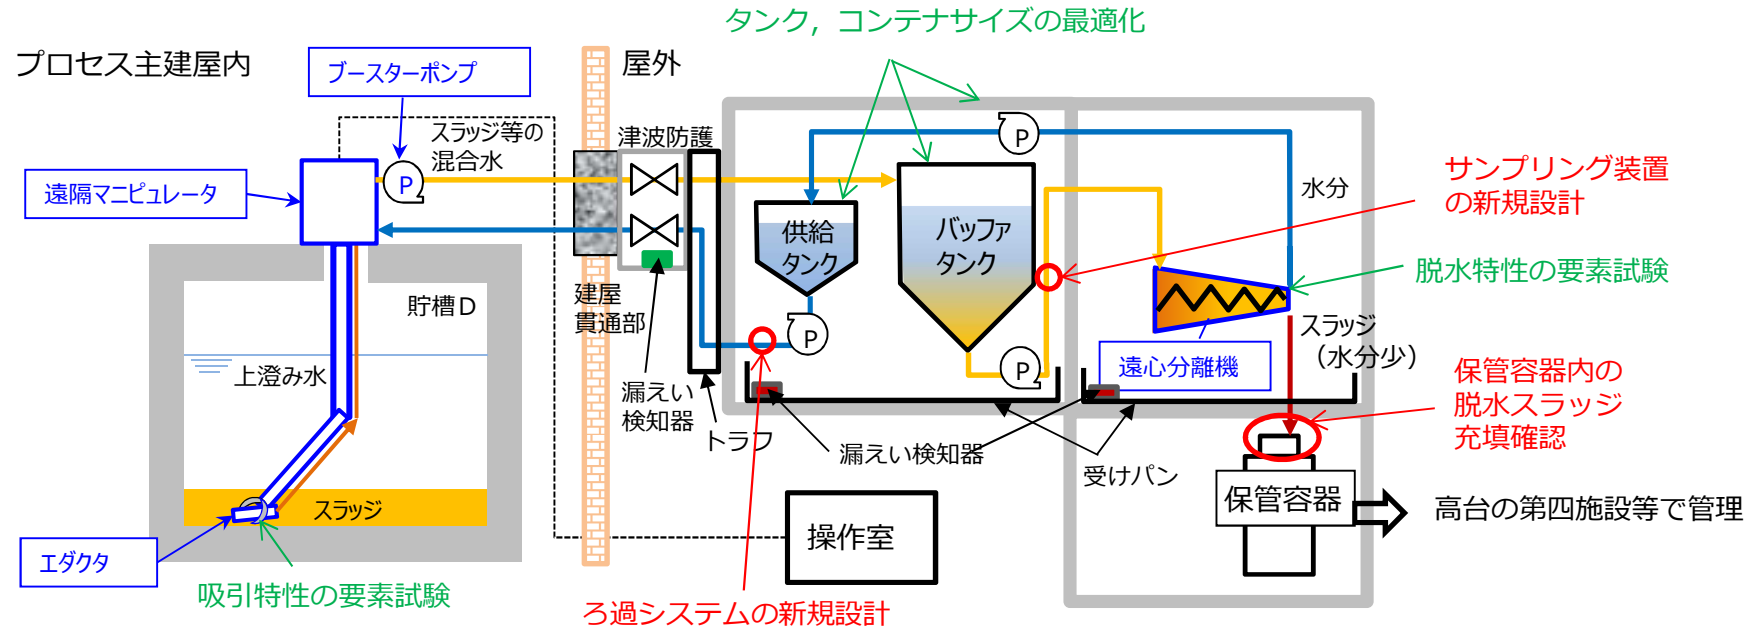 タンク，コンテナサイズの最適化
プロセス主建屋内
ブースターポンプ
屋外
スラッジ等の
混合水
津波防護
P
サンプリング装置
の新規設計
遠隔マニピュレータ
P
水分
供給
タンク
バッファ
タンク
脱水特性の要素試験
貯槽D
建屋
貫通部
P
スラッジ
（水分少）
上澄み水
漏えい
検知器
P
遠心分離機
保管容器内の
脱水スラッジ
充填確認
トラフ
漏えい検知器
受けパン
スラッジ
保管容器
高台の第四施設等で管理
操作室
エダクタ
吸引特性の要素試験
ろ過システムの新規設計